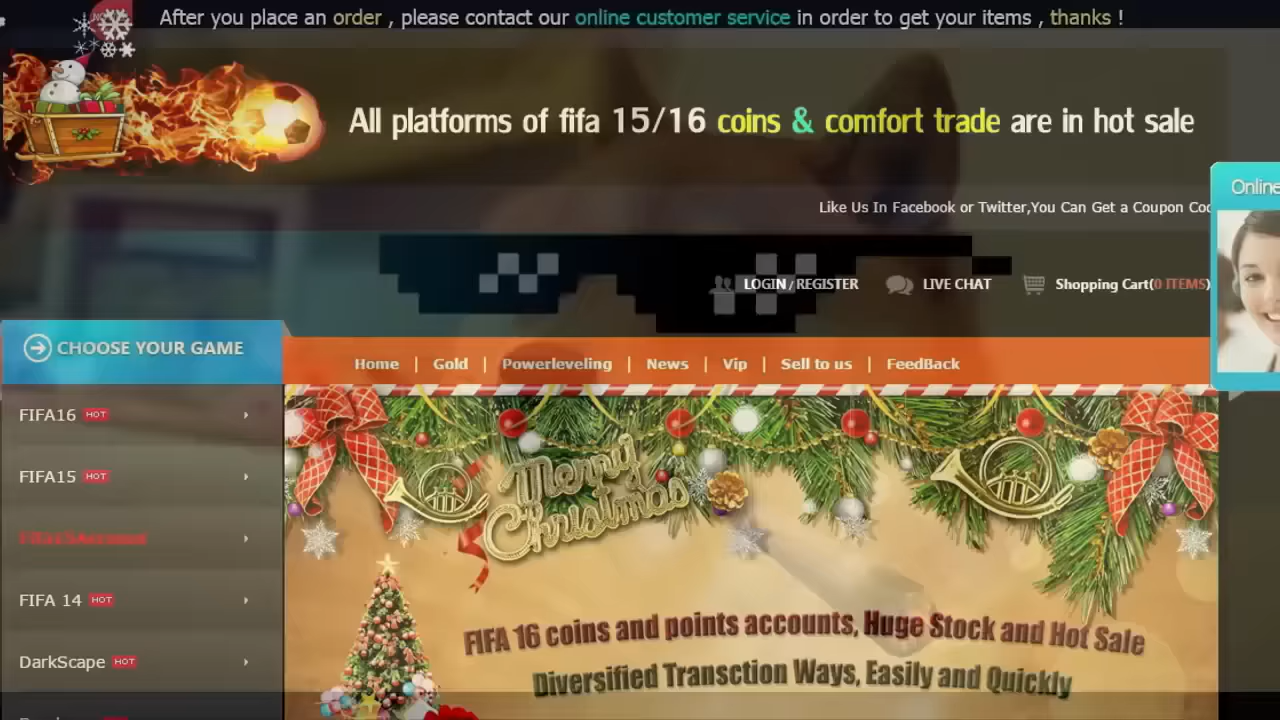 After you place an order , please contact our online customer service in order to get your items , thanks !
All platforms of fifa 15/16 coins & comfort trade are in hot sale
Online
Like Us In Facebook or Twitter,You Can Get a Coupon
LOGIN / REGISTER LIVE CHAT Shopping Cart(0 ITEMS)
CHOOSE YOUR GAME
Home | Gold | Powerleveling | News | Vip | Sell to us | FeedBack
FIFA16 HOT
FIFA15 HOT
FIFA 14 HOT
DarkScape HOT
Merry
Christmas
FIFA 16 coins and points accounts, Huge Stock and Hot Sale
Diversified Transction Ways, Easily and Quickly